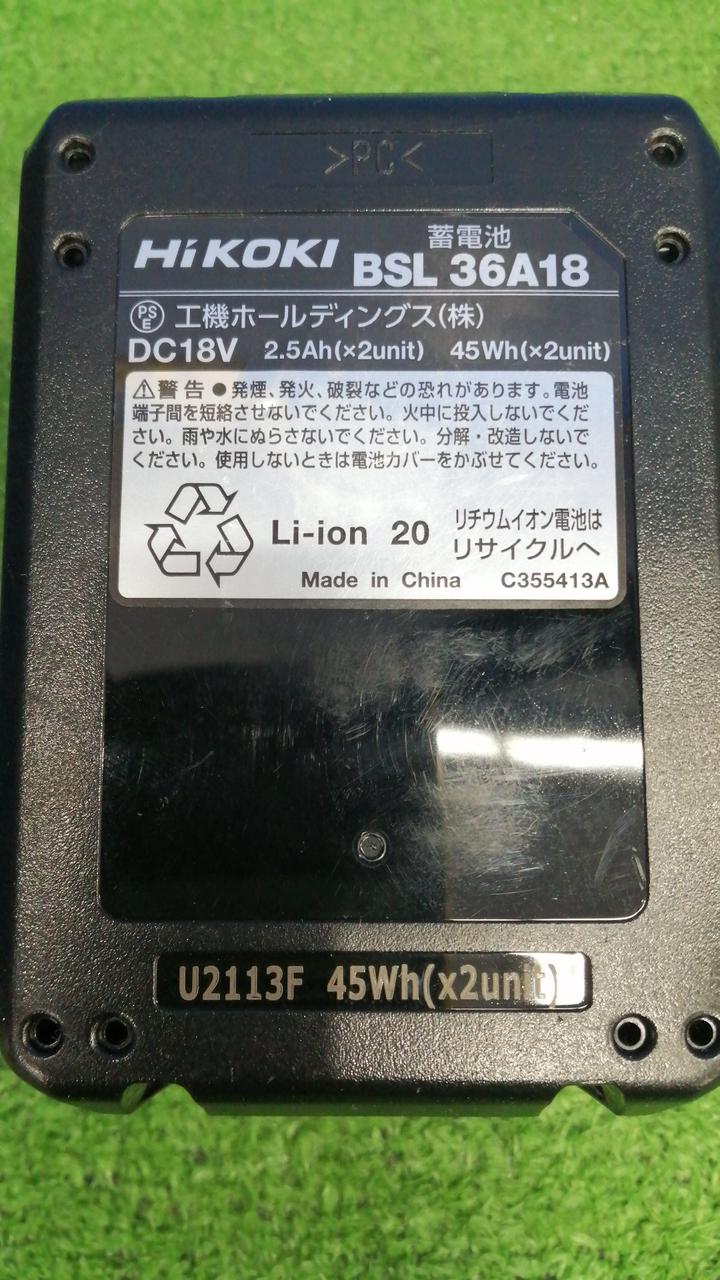 >PC<
HiKOKI 蓄電池 BSL 36A18
PSE 工機ホールディングス(株)
DC18V 2.5Ah(×2unit) 45Wh(×2unit)
⚠警告 ●発煙、発火、破裂などの恐れがあります。電池
端子間を短絡させないでください。火中に投入しないでくだ
さい。雨や水にぬらさないでください。分解・改造しないで
ください。使用しないときは電池カバーをかぶせてください。
Li-ion 20 リチウムイオン電池は
リサイクルへ
Made in China C355413A
U2113F 45Wh(x2unit)